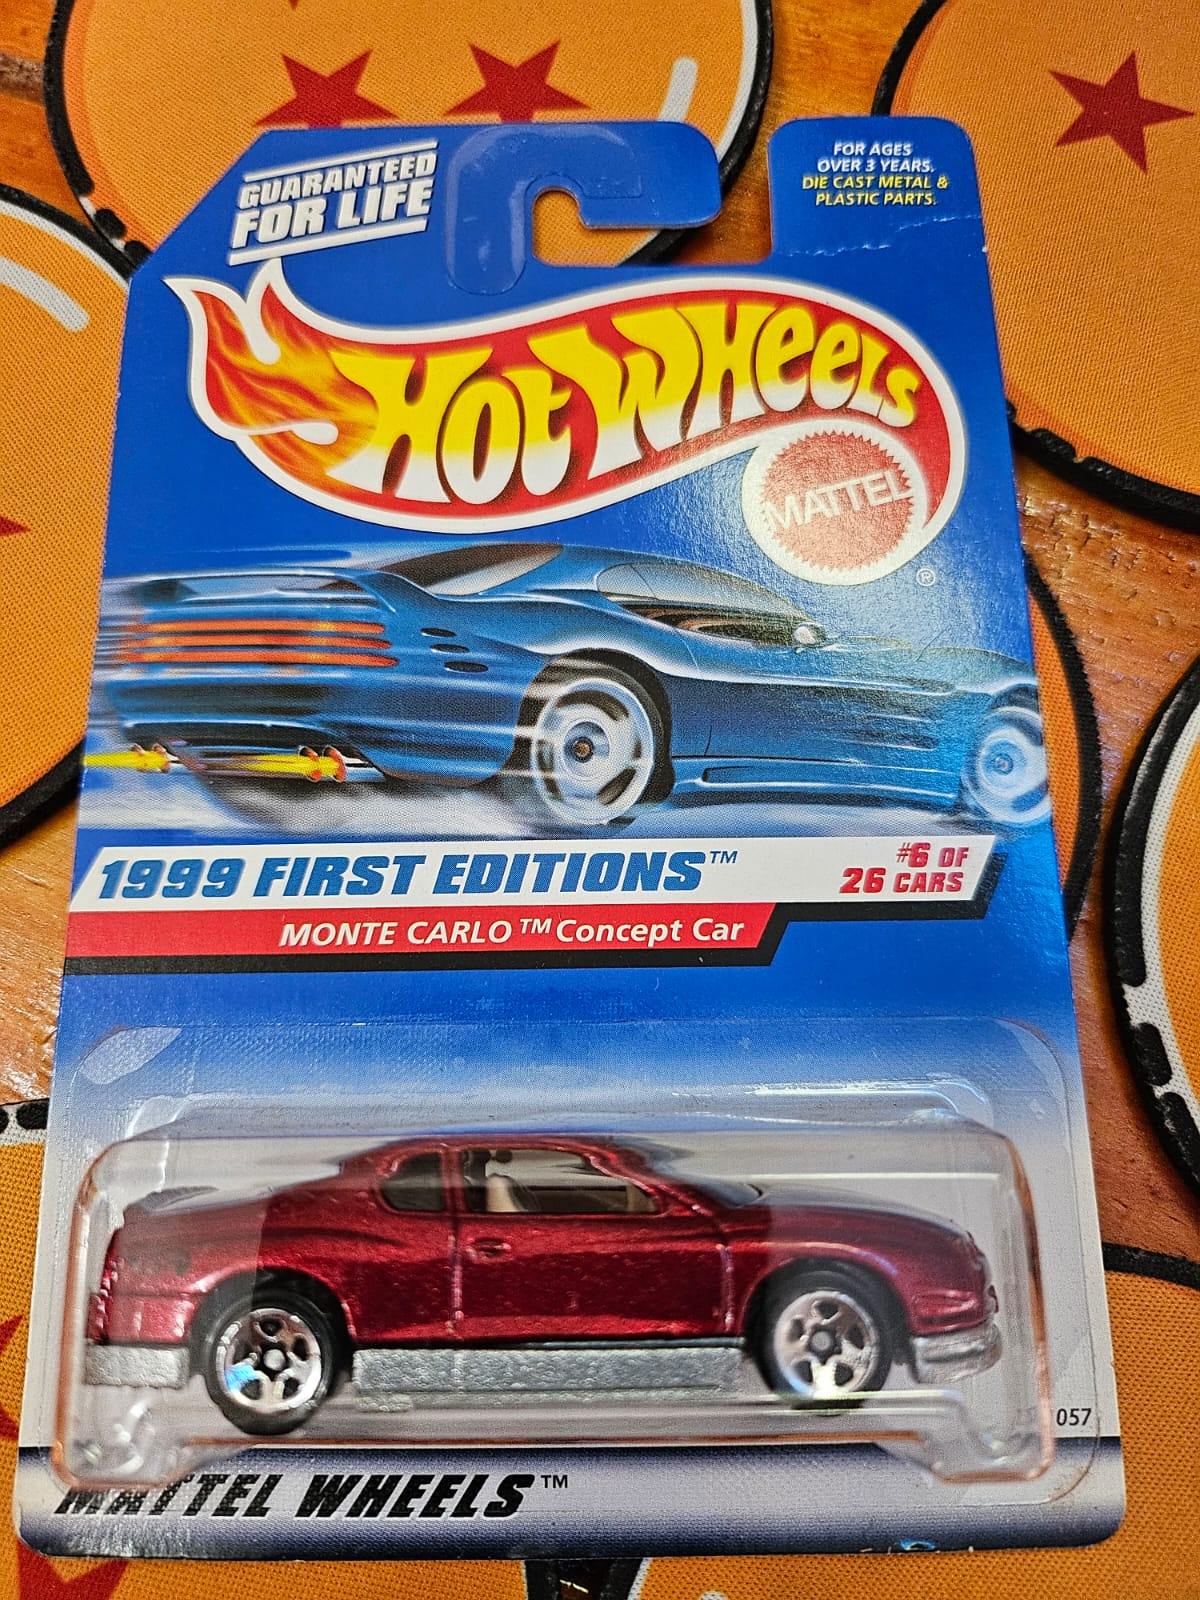 GUARANTEED
FOR LIFE
FOR AGES
OVER 3 YEARS.
DIE CAST METAL &
PLASTIC PARTS.
HOT WHEELS
MATTEL
®
1999 FIRST EDITIONS™
#6 OF
26 CARS
MONTE CARLO™ Concept Car
057
MATTEL WHEELS™